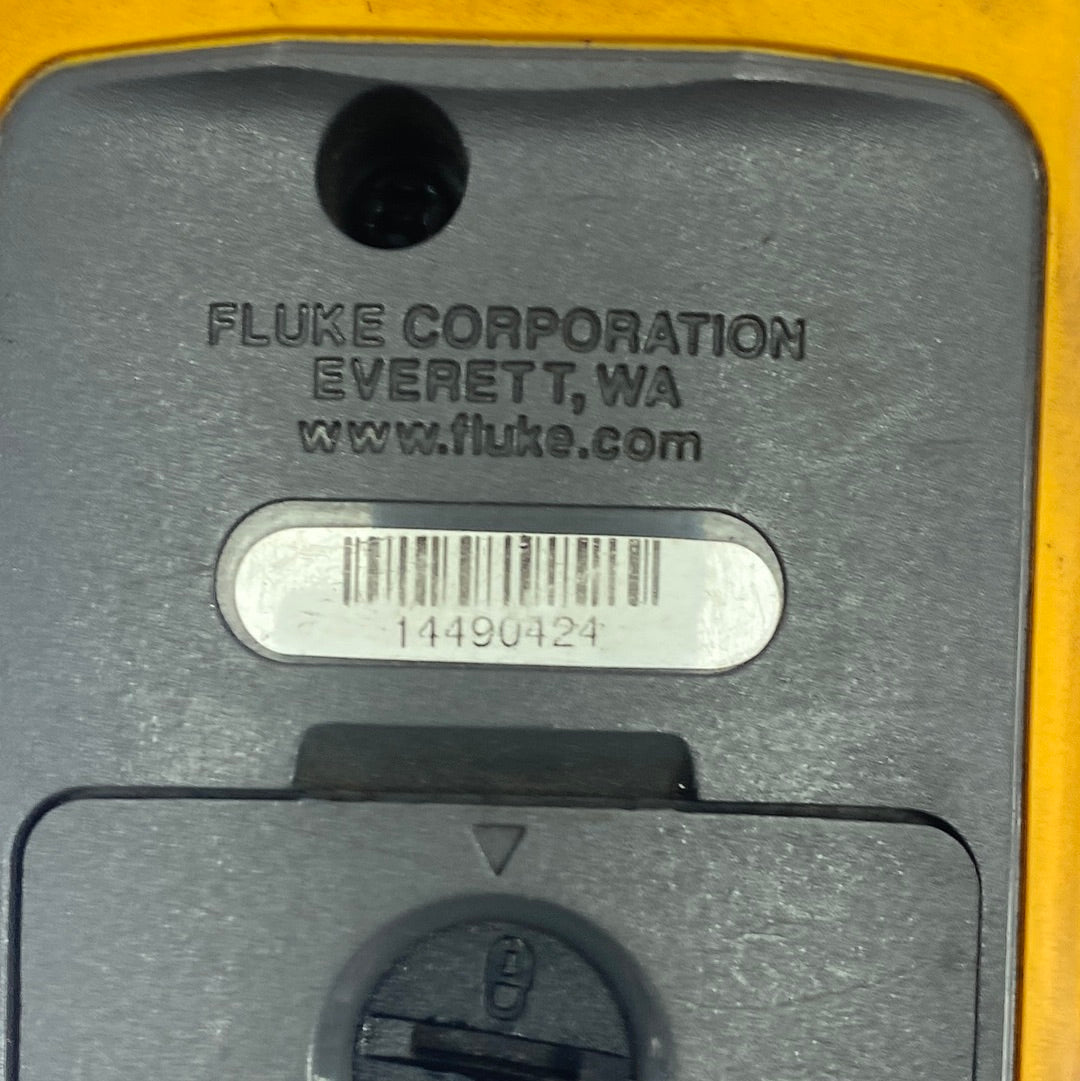 FLUKE CORPORATION
EVERETT, WA
www.fluke.com
14490424